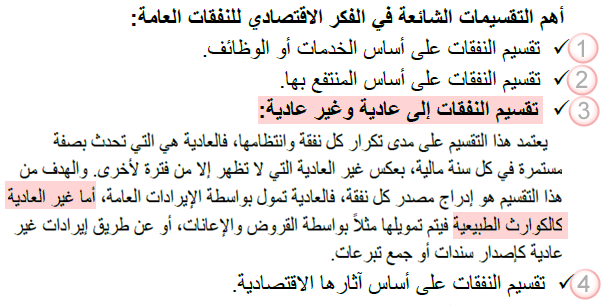 أهم التقسيمات الشائعة في الفكر الاقتصادي للنفقات العامة:
1 ✓ تقسيم النفقات على أساس الخدمات أو الوظائف.
2 ✓ تقسيم النفقات على أساس المنتفع بها.
3 ✓ تقسيم النفقات إلى عادية وغير عادية:
يعتمد هذا التقسيم على مدى تكرار كل نفقة وانتظامها، فالعادية هي التي تحدث بصفة
مستمرة في كل سنة مالية، بعكس غير العادية التي لا تظهر إلا من فترة لأخرى. والهدف من
هذا التقسيم هو إدراج مصدر كل نفقة، فالعادية تمول بواسطة الإيرادات العامة، أما غير العادية
كالكوارث الطبيعية فيتم تمويلها مثلاً بواسطة القروض والإعانات، أو عن طريق إيرادات غير
عادية كإصدار سندات أو جمع تبرعات.
4 ✓ تقسيم النفقات على أساس آثارها الاقتصادية.